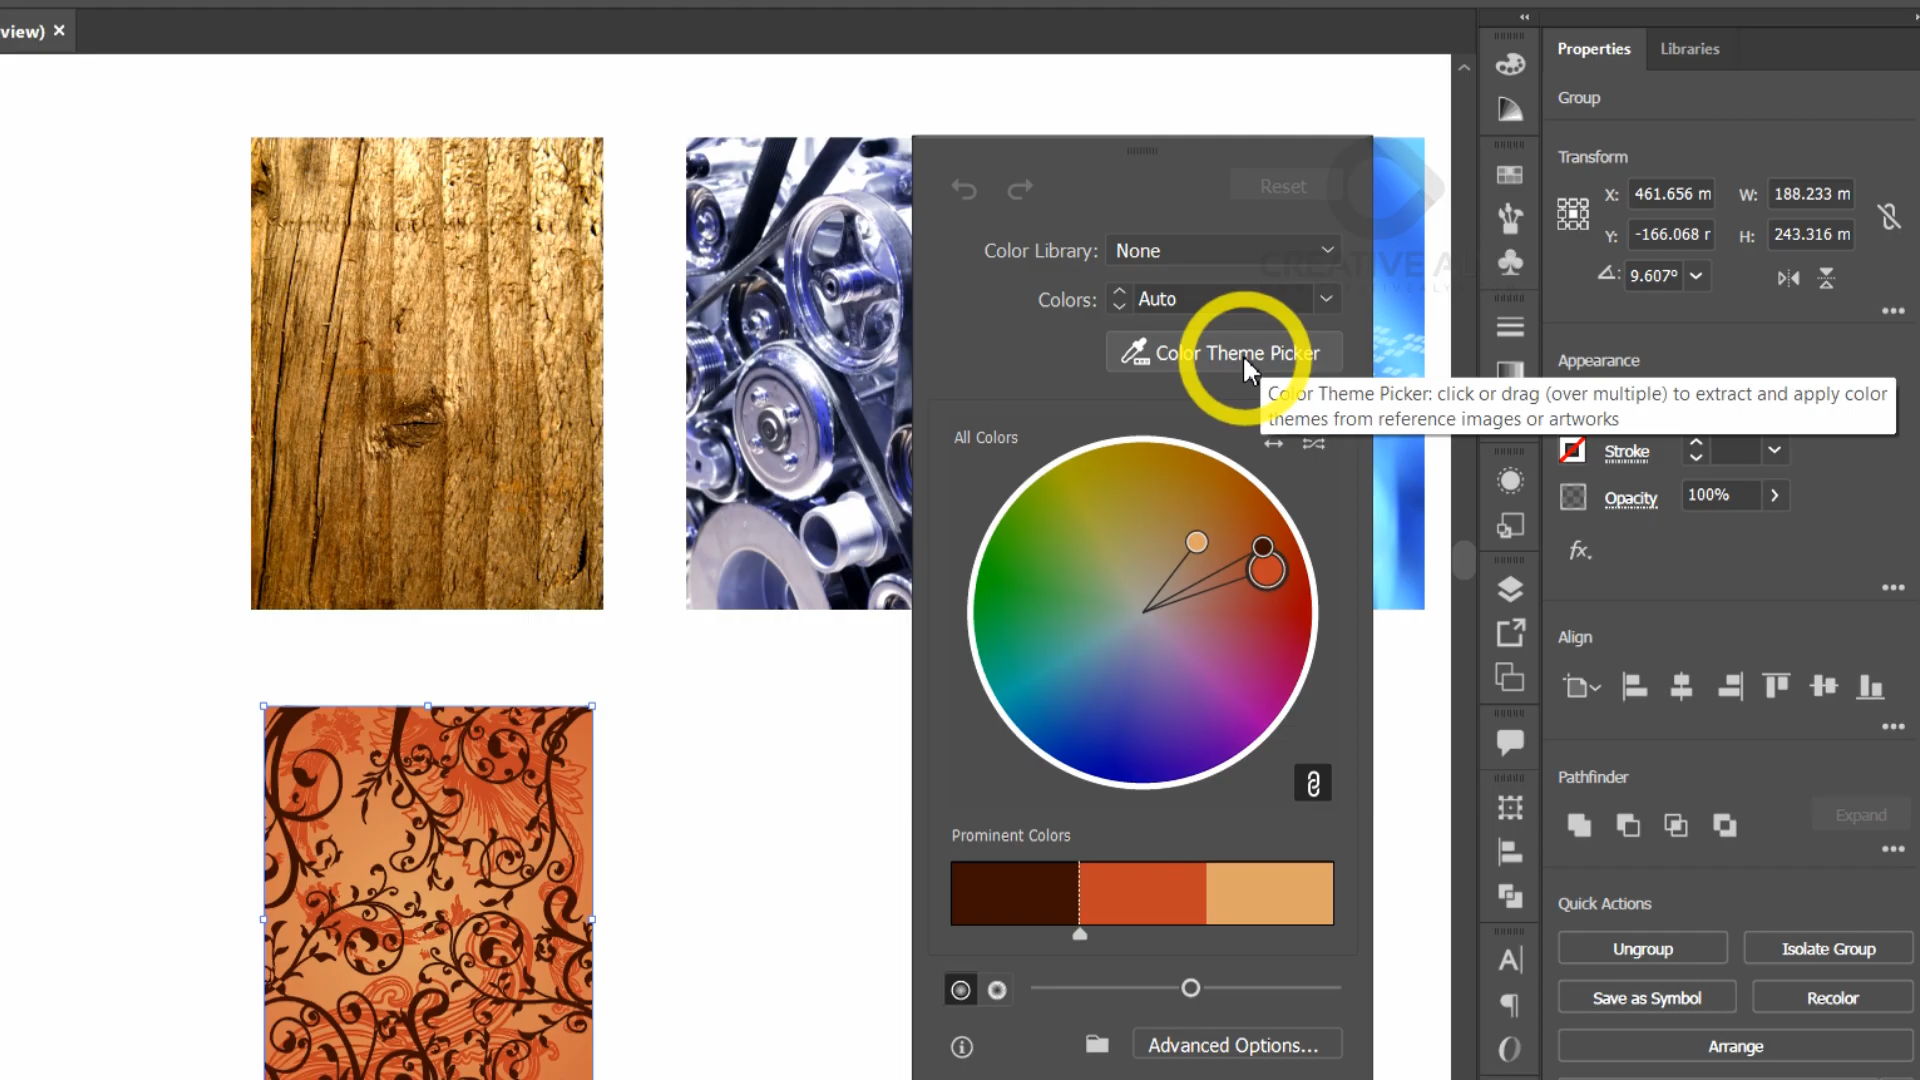 view) ×
Properties
Libraries
Group
Transform
X: 461.656 m
W: 188.233 m
Y: -166.068 r
H: 243.316 m
9.607°
Reset
Color Library: None
Colors: Auto
Color Theme Picker
Color Theme Picker: click or drag (over multiple) to extract and apply color
themes from reference images or artworks
Appearance
Stroke
Opacity 100%
fx.
All Colors
Align
Pathfinder
Expand
Prominent Colors
Quick Actions
Ungroup
Isolate Group
Save as Symbol
Recolor
Arrange
Advanced Options...